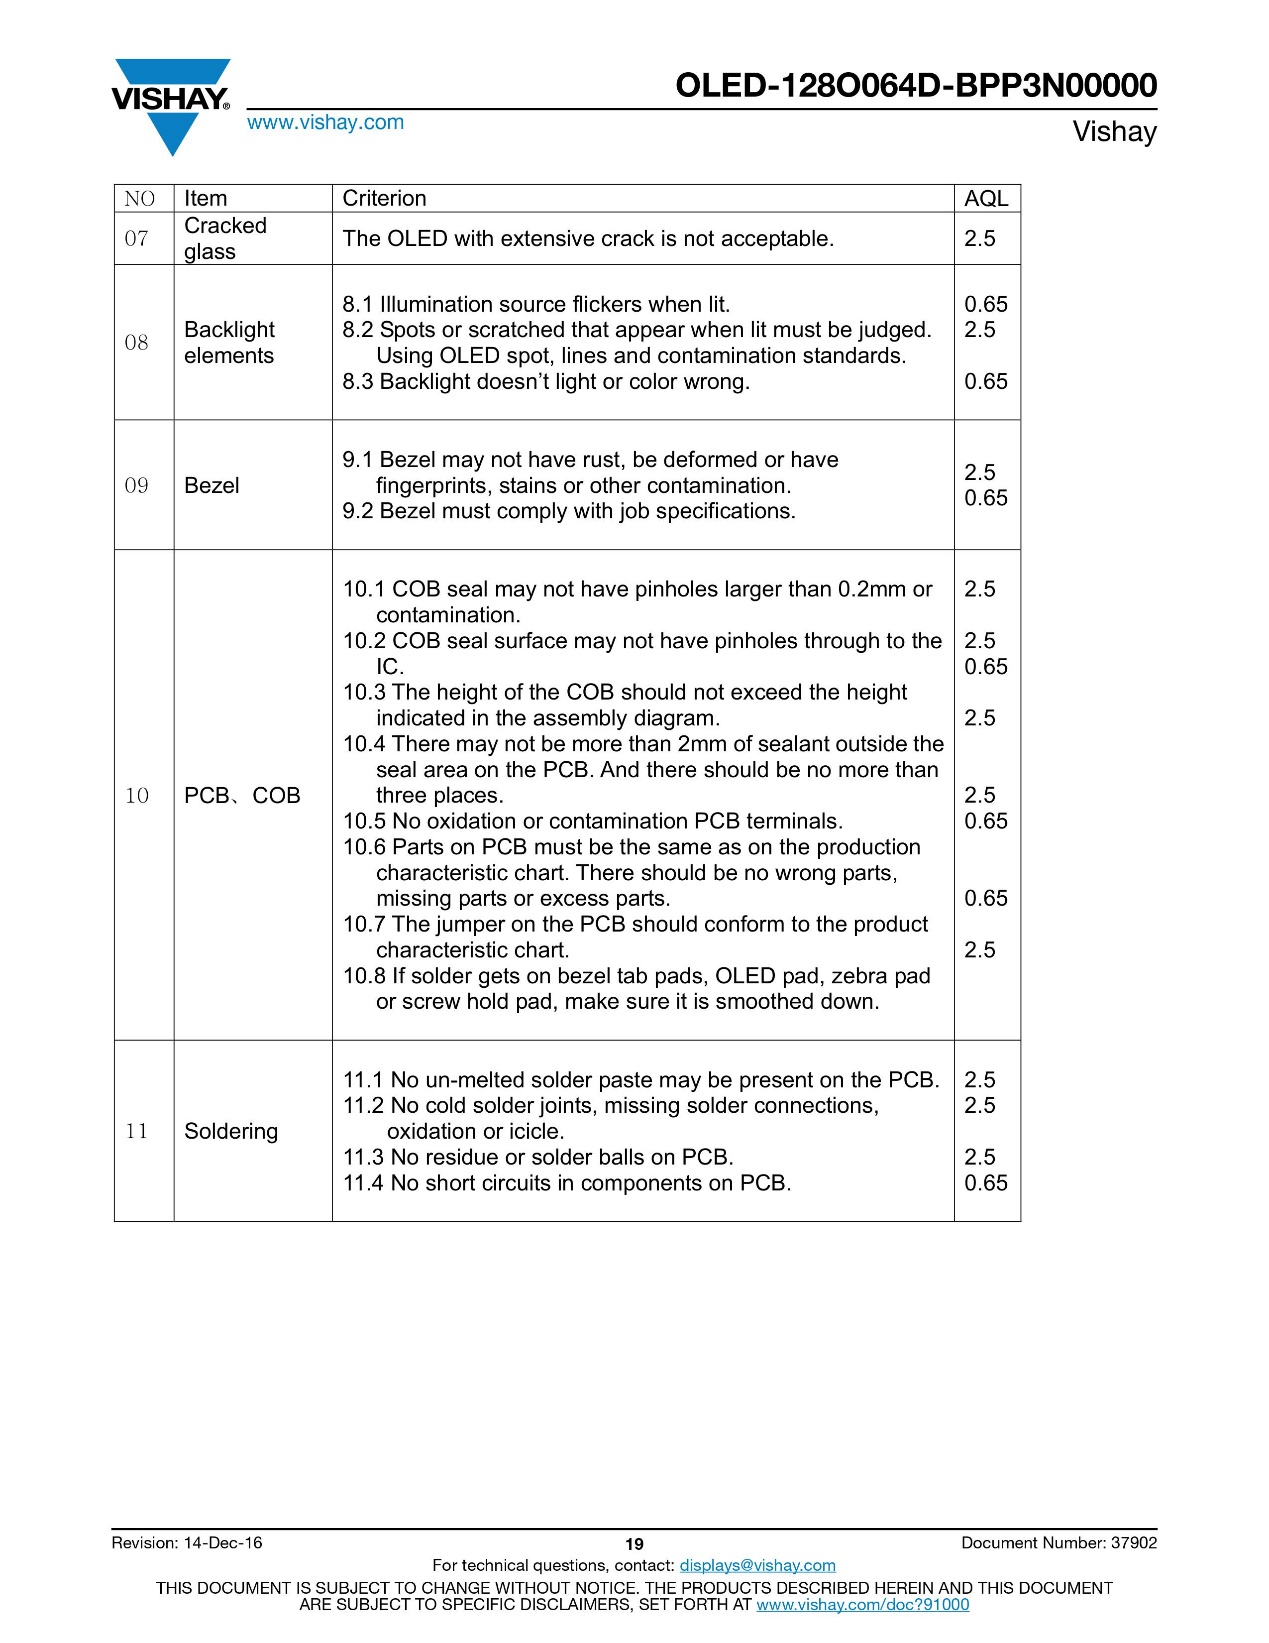 VISHAY®
OLED-128O064D-BPP3N00000
www.vishay.com
Vishay
NO Item Criterion AQL
07 Cracked glass The OLED with extensive crack is not acceptable. 2.5
08 Backlight elements
8.1 Illumination source flickers when lit. 0.65
8.2 Spots or scratched that appear when lit must be judged. 2.5
Using OLED spot, lines and contamination standards.
8.3 Backlight doesn’t light or color wrong. 0.65
09 Bezel
9.1 Bezel may not have rust, be deformed or have
fingerprints, stains or other contamination.
9.2 Bezel must comply with job specifications.
2.5
0.65
10 PCB、COB
10.1 COB seal may not have pinholes larger than 0.2mm or 2.5
contamination.
10.2 COB seal surface may not have pinholes through to the 2.5
IC. 0.65
10.3 The height of the COB should not exceed the height
indicated in the assembly diagram. 2.5
10.4 There may not be more than 2mm of sealant outside the
seal area on the PCB. And there should be no more than
three places. 2.5
10.5 No oxidation or contamination PCB terminals. 0.65
10.6 Parts on PCB must be the same as on the production
characteristic chart. There should be no wrong parts,
missing parts or excess parts. 0.65
10.7 The jumper on the PCB should conform to the product
characteristic chart. 2.5
10.8 If solder gets on bezel tab pads, OLED pad, zebra pad
or screw hold pad, make sure it is smoothed down.
11 Soldering
11.1 No un-melted solder paste may be present on the PCB. 2.5
11.2 No cold solder joints, missing solder connections, 2.5
oxidation or icicle.
11.3 No residue or solder balls on PCB. 2.5
11.4 No short circuits in components on PCB. 0.65
Revision: 14-Dec-16 19 Document Number: 37902
For technical questions, contact: displays@vishay.com
THIS DOCUMENT IS SUBJECT TO CHANGE WITHOUT NOTICE. THE PRODUCTS DESCRIBED HEREIN AND THIS DOCUMENT
ARE SUBJECT TO SPECIFIC DISCLAIMERS, SET FORTH AT www.vishay.com/doc?91000